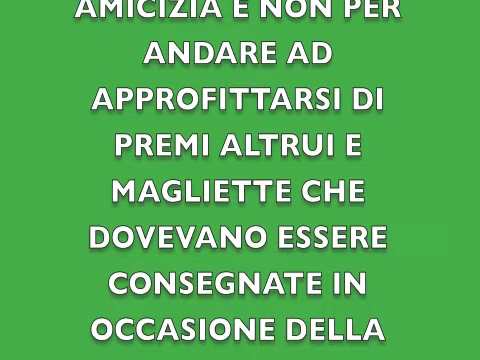 AMICIZIA E NON PER
ANDARE AD
APPROFITTARSI DI
PREMI ALTRUI E
MAGLIETTE CHE
DOVEVANO ESSERE
CONSEGNATE IN
OCCASIONE DELLA